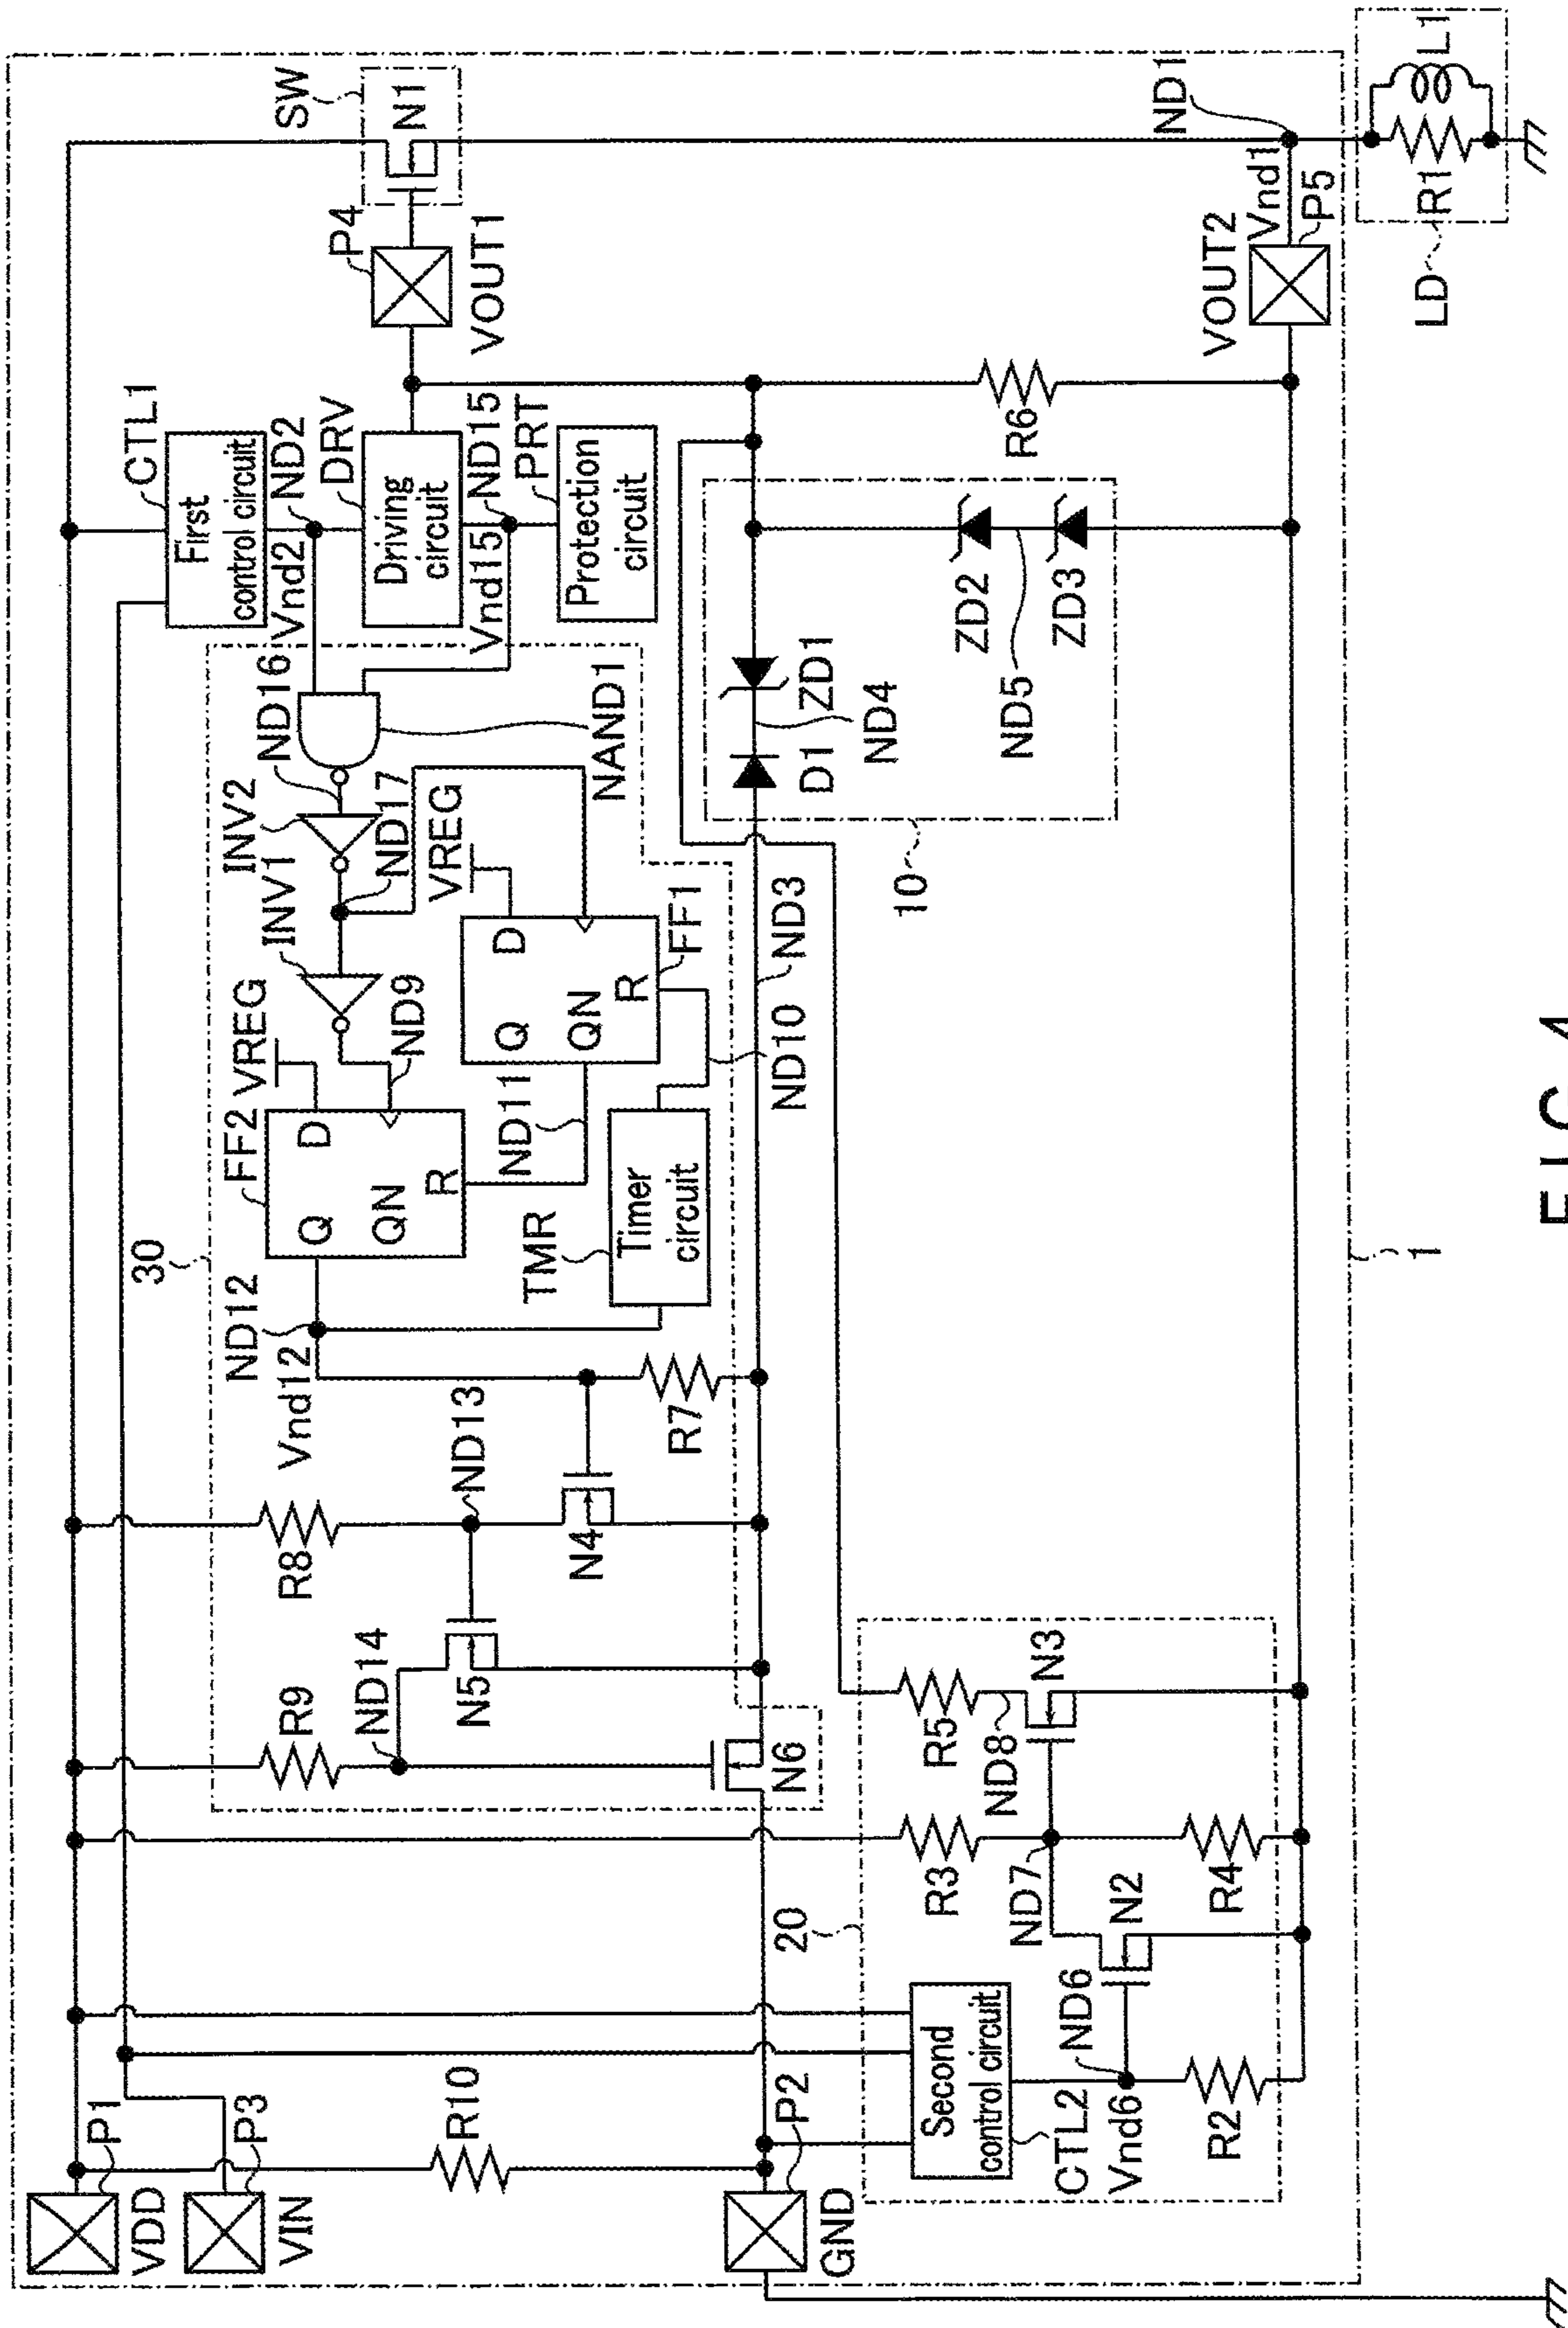 SW
N1
P4
VOUT1
CTL1
First
control circuit
ND2
Vnd2
DRV
Driving
circuit
ND15
Vnd15
PRT
Protection
circuit
ND1
Vnd1
VOUT2
P5
L1
R1
LD
R6
ZD2
ZD3
ND5
ZD1
ND4
D1
10
ND16
NAND1
INV2
ND17
INV1
VREG
D
Q
QN
R
FF1
ND3
ND9
VREG
FF2
D
Q
QN
R
ND11
ND10
TMR
Timer
circuit
30
ND12
Vnd12
R7
ND13
R8
N4
ND14
N5
R9
N6
R5
ND8
N3
R3
ND7
R4
N2
20
ND6
Vnd6
R2
Second
control circuit
CTL2
R10
P1
VDD
P3
VIN
P2
GND
1